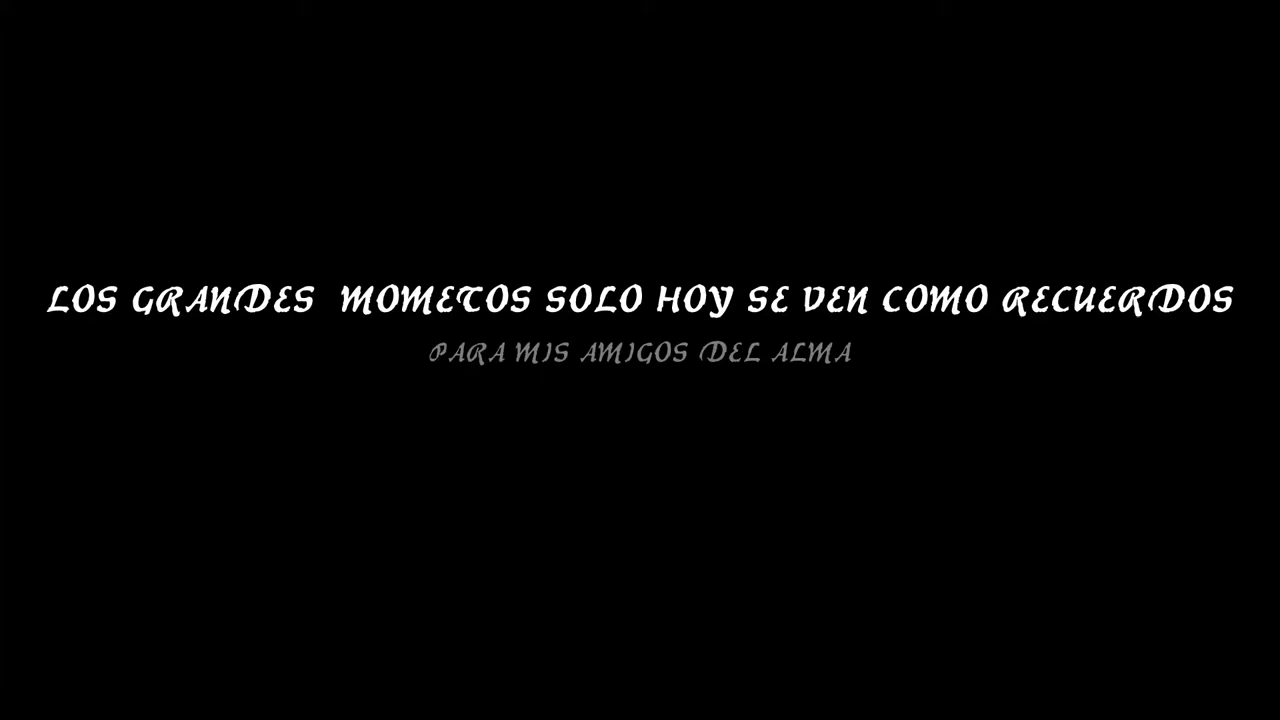 LOS GRANDES MOMETOS SOLO HOY SE VEN COMO RECUERDOS
PARA MIS AMIGOS DEL ALMA